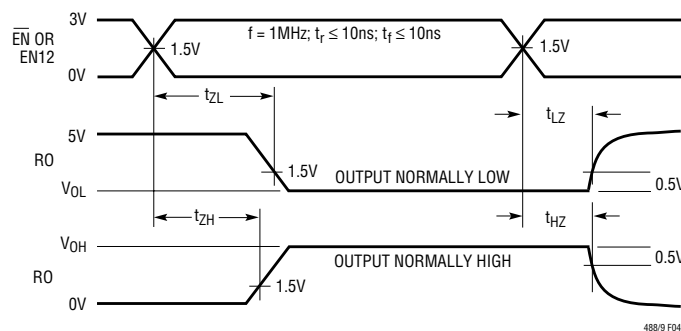 3V
EN OR
EN12
0V
f = 1MHz; tr ≤ 10ns; tf ≤ 10ns
1.5V
1.5V
tZL
tLZ
5V
RO
VOL
1.5V
OUTPUT NORMALLY LOW
0.5V
tZH
tHZ
VOH
RO
0V
1.5V
OUTPUT NORMALLY HIGH
0.5V
488/9 F04